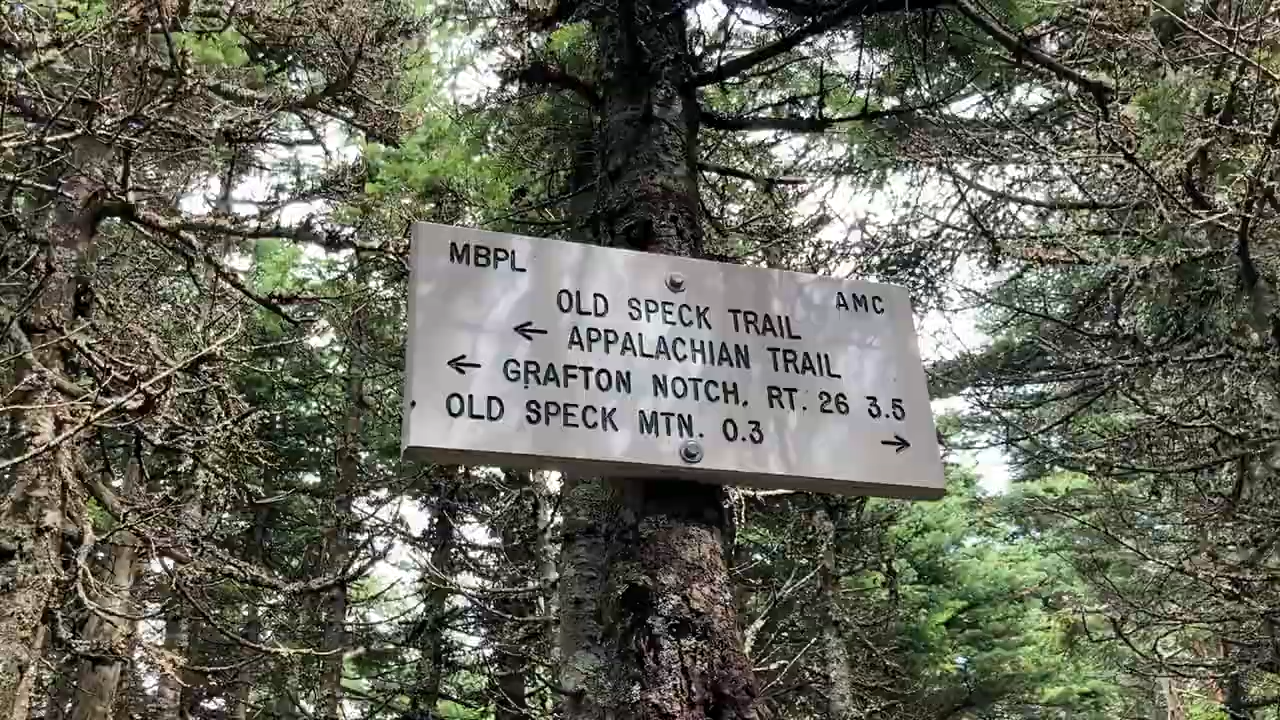 MBPL
AMC
OLD SPECK TRAIL
← APPALACHIAN TRAIL
← GRAFTON NOTCH, RT. 26 3.5
OLD SPECK MTN. 0.3 →